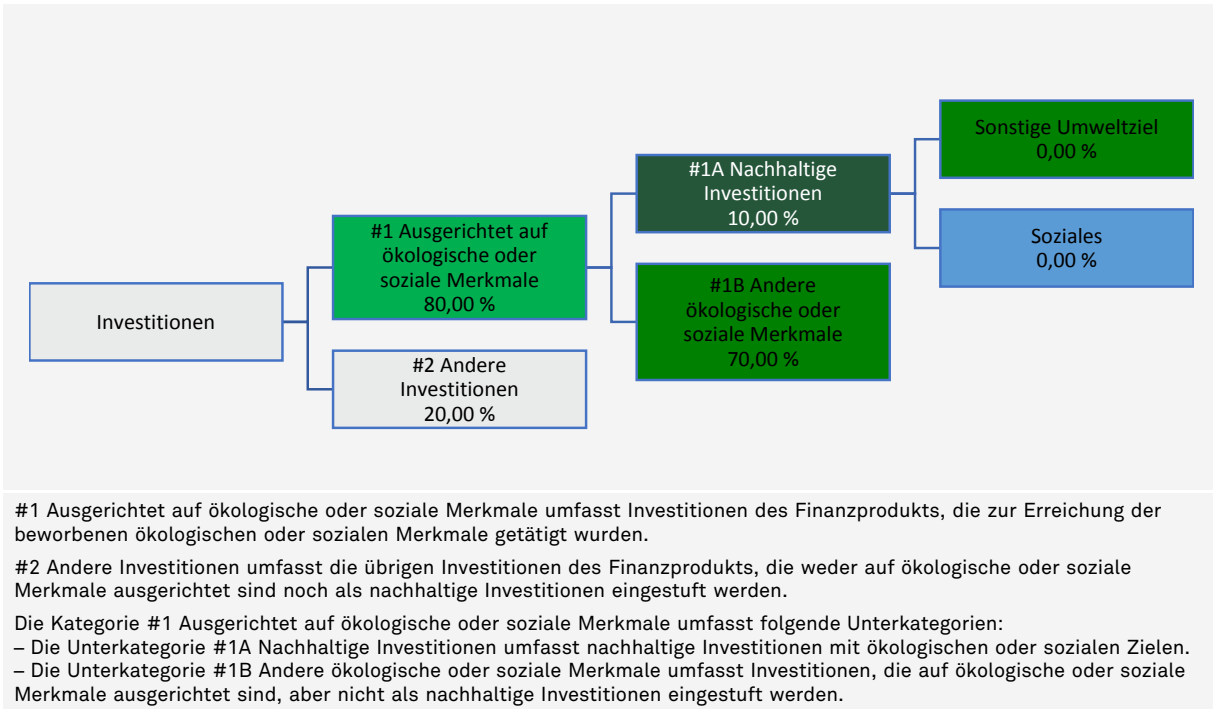 Investitionen
#1 Ausgerichtet auf
ökologische oder
soziale Merkmale
80,00 %
#2 Andere
Investitionen
20,00 %
#1A Nachhaltige
Investitionen
10,00 %
#1B Andere
ökologische oder
soziale Merkmale
70,00 %
Sonstige Umweltziel
0,00 %
Soziales
0,00 %
#1 Ausgerichtet auf ökologische oder soziale Merkmale umfasst Investitionen des Finanzprodukts, die zur Erreichung der
beworbenen ökologischen oder sozialen Merkmale getätigt wurden.
#2 Andere Investitionen umfasst die übrigen Investitionen des Finanzprodukts, die weder auf ökologische oder soziale
Merkmale ausgerichtet sind noch als nachhaltige Investitionen eingestuft werden.
Die Kategorie #1 Ausgerichtet auf ökologische oder soziale Merkmale umfasst folgende Unterkategorien:
– Die Unterkategorie #1A Nachhaltige Investitionen umfasst nachhaltige Investitionen mit ökologischen oder sozialen Zielen.
– Die Unterkategorie #1B Andere ökologische oder soziale Merkmale umfasst Investitionen, die auf ökologische oder soziale
Merkmale ausgerichtet sind, aber nicht als nachhaltige Investitionen eingestuft werden.